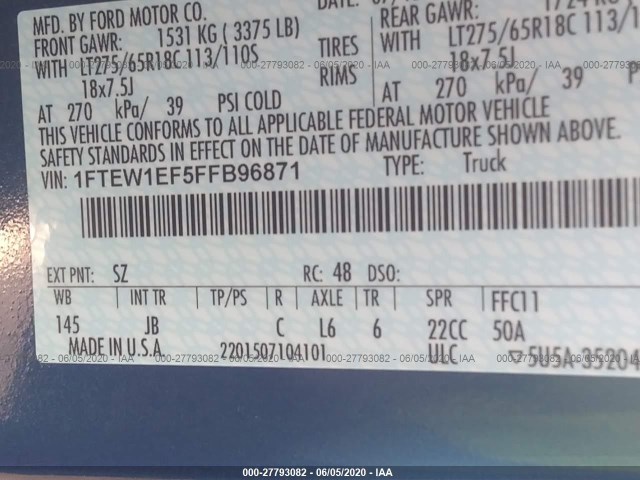 MFD. BY FORD MOTOR CO.
FRONT GAWR: 1531 KG ( 3375 LB)
WITH LT275/65R18C 113/110S TIRES
18x7.5J RIMS
AT 270 kPa/ 39 PSI COLD
REAR GAWR:
WITH LT275/65R18C 113/1
18x7.5J
AT 270 kPa/ 39
THIS VEHICLE CONFORMS TO ALL APPLICABLE FEDERAL MOTOR VEHICLE
SAFETY STANDARDS IN EFFECT ON THE DATE OF MANUFACTURE SHOWN ABOVE.
VIN: 1FTEW1EF5FFB96871 TYPE: Truck
EXT PNT: SZ RC: 48 DSO:
WB INT TR TP/PS R AXLE TR SPR FFC11
145 JB C L6 6 22CC 50A
MADE IN U.S.A. 2201507104101 ULC 5U5A-35204
000-27793082 - 06/05/2020 - IAA